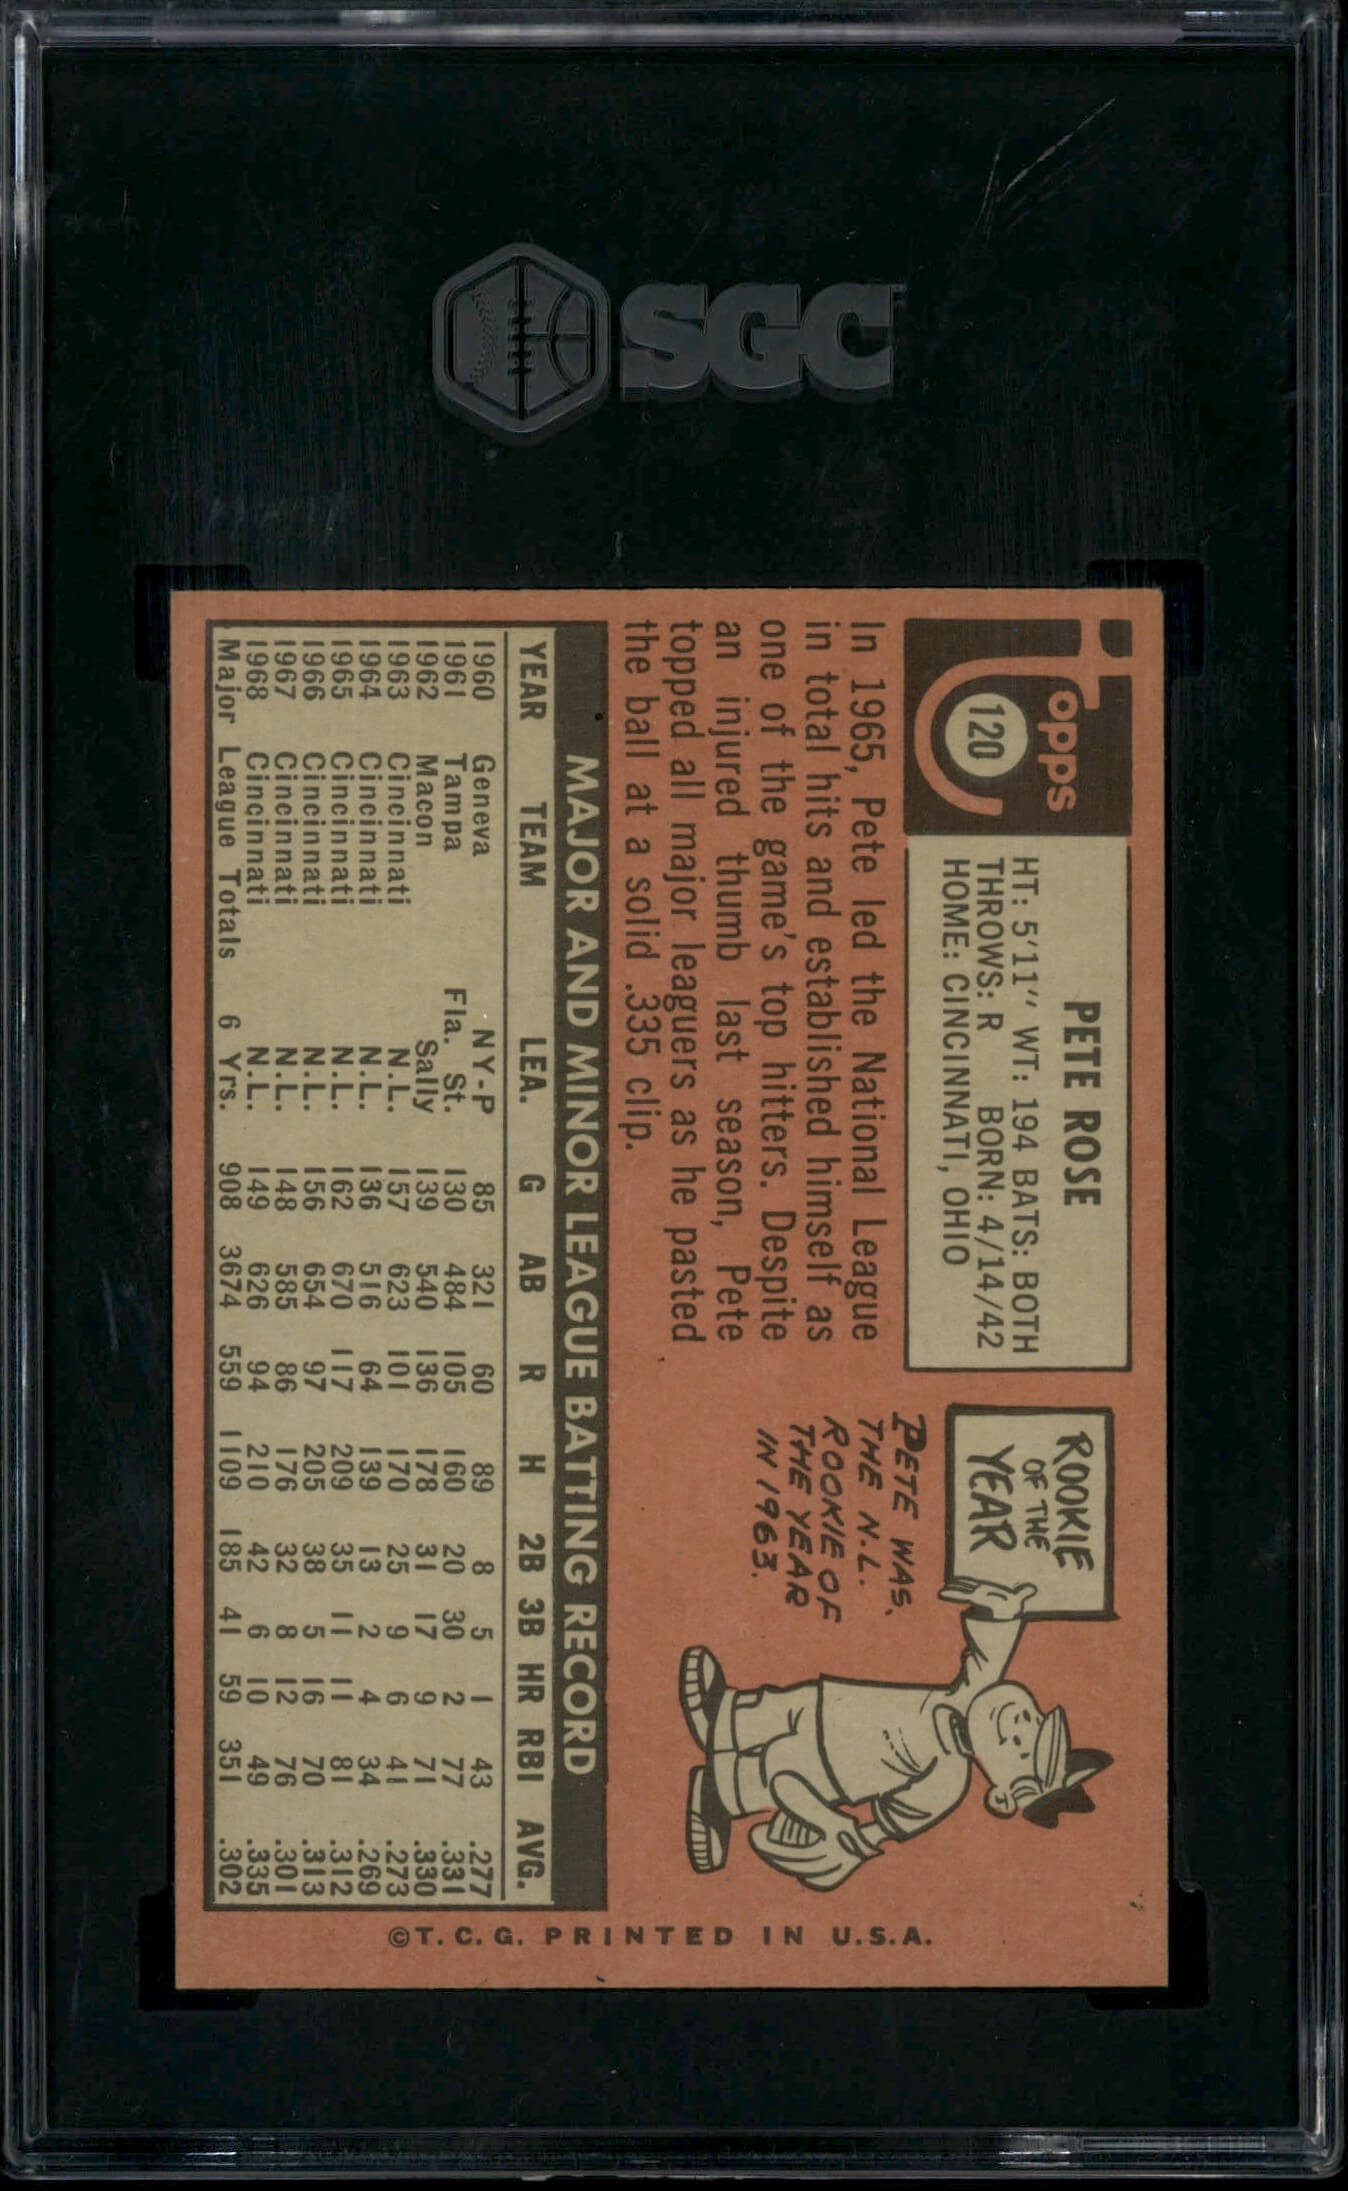 SGC
Topps
120
PETE ROSE
HT: 5'11" WT: 194 BATS: BOTH
THROWS: R BORN: 4/14/42
HOME: CINCINNATI, OHIO
In 1965, Pete led the National League
in total hits and established himself as
one of the game's top hitters. Despite
an injured thumb last season, Pete
topped all major leaguers as he pasted
the ball at a solid .335 clip.
ROOKIE
OF THE
YEAR
PETE WAS
THE N.L.
ROOKIE OF
THE YEAR
IN 1963.
MAJOR AND MINOR LEAGUE BATTING RECORD
YEAR TEAM LEA. G AB R H 2B 3B HR RBI AVG.
1960 Geneva NY-P 85 321 60 89 8 5 1 43 .277
1961 Tampa Fla. St. 130 484 105 160 20 30 2 77 .331
1962 Macon Sally 139 540 136 178 31 17 9 71 .330
1963 Cincinnati N.L. 157 623 101 170 25 9 6 41 .273
1964 Cincinnati N.L. 136 516 64 139 13 2 4 34 .269
1965 Cincinnati N.L. 162 670 117 209 35 11 11 81 .312
1966 Cincinnati N.L. 156 654 97 205 38 5 16 70 .313
1967 Cincinnati N.L. 148 585 86 176 32 8 12 76 .301
1968 Cincinnati N.L. 149 626 94 210 42 6 10 49 .335
Major League Totals 6 Yrs. 908 3674 559 1109 185 41 59 351 .302
©T.C.G. PRINTED IN U.S.A.